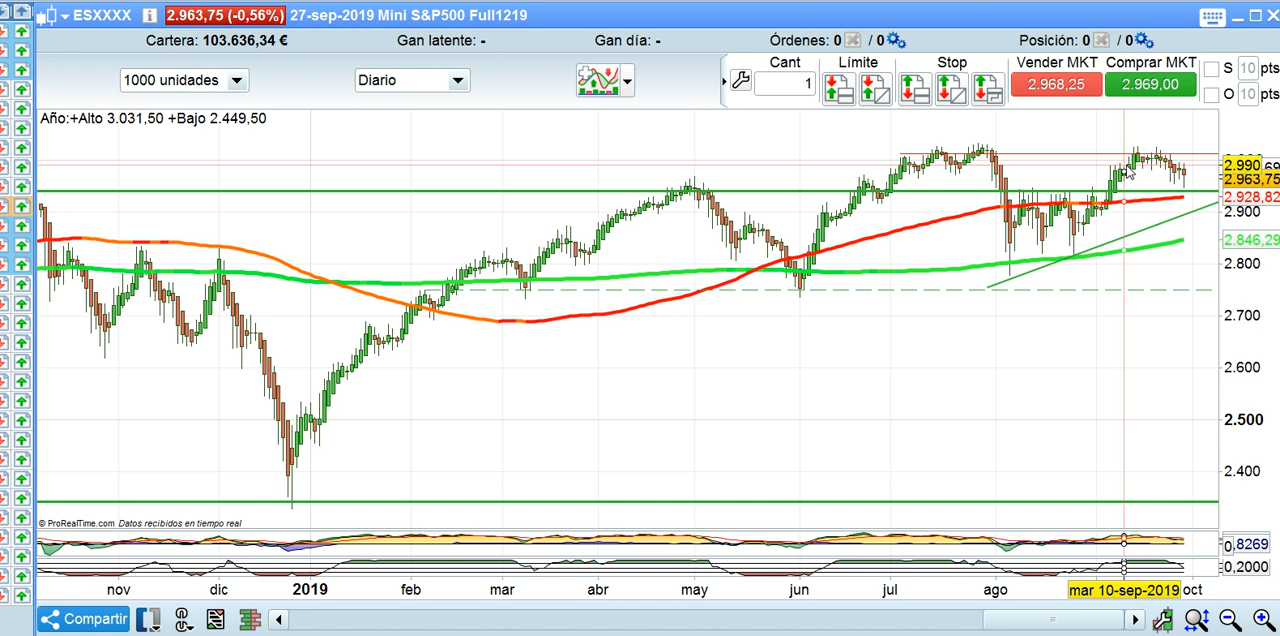 ESXXXX 2.963,75 (-0,56%) 27-sep-2019 Mini S&P500 Full1219
Cartera: 103.636,34 € Gan latente: - Gan día: - Órdenes: 0 / 0 Posición: 0 / 0
Cant Límite Stop Vender MKT Comprar MKT S 10 pts
1000 unidades Diario 1 2.968,25 2.969,00
O 10 pts
Año:+Alto 3.031,50 +Bajo 2.449,50
2.990
2.963,75
2.928,82
2.900
2.846,29
2.800
2.700
2.600
2.500
2.400
© ProRealTime.com Datos recibidos en tiempo real
0,8269
0,2000
nov dic 2019 feb mar abr may jun jul ago mar 10-sep-2019 oct
Compartir